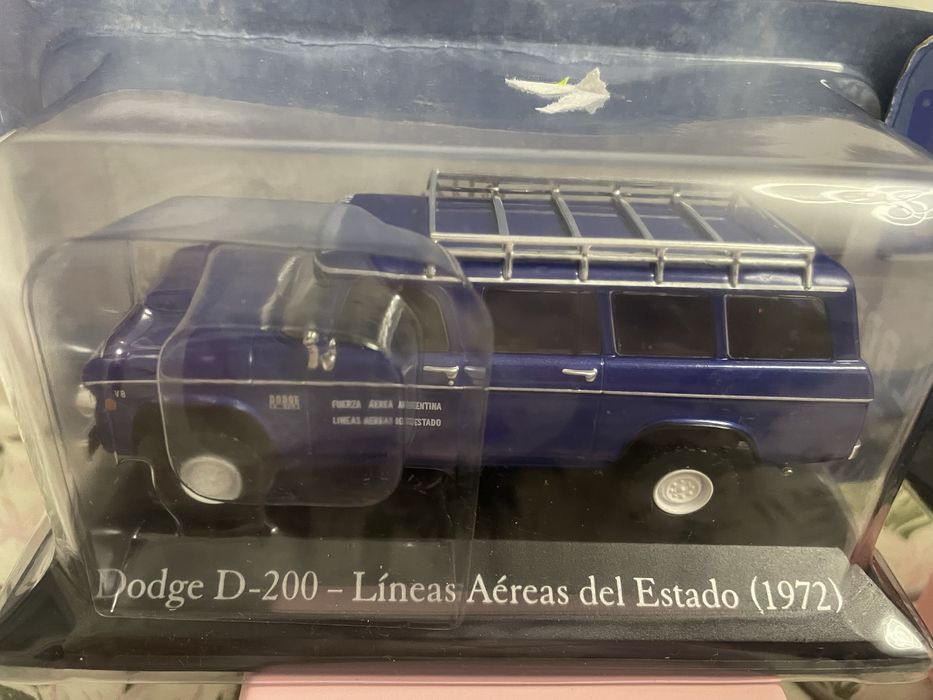 V8
DODGE
FUERZA AEREA ARGENTINA
LINEAS AEREAS DEL ESTADO
Dodge D-200 – Líneas Aéreas del Estado (1972)